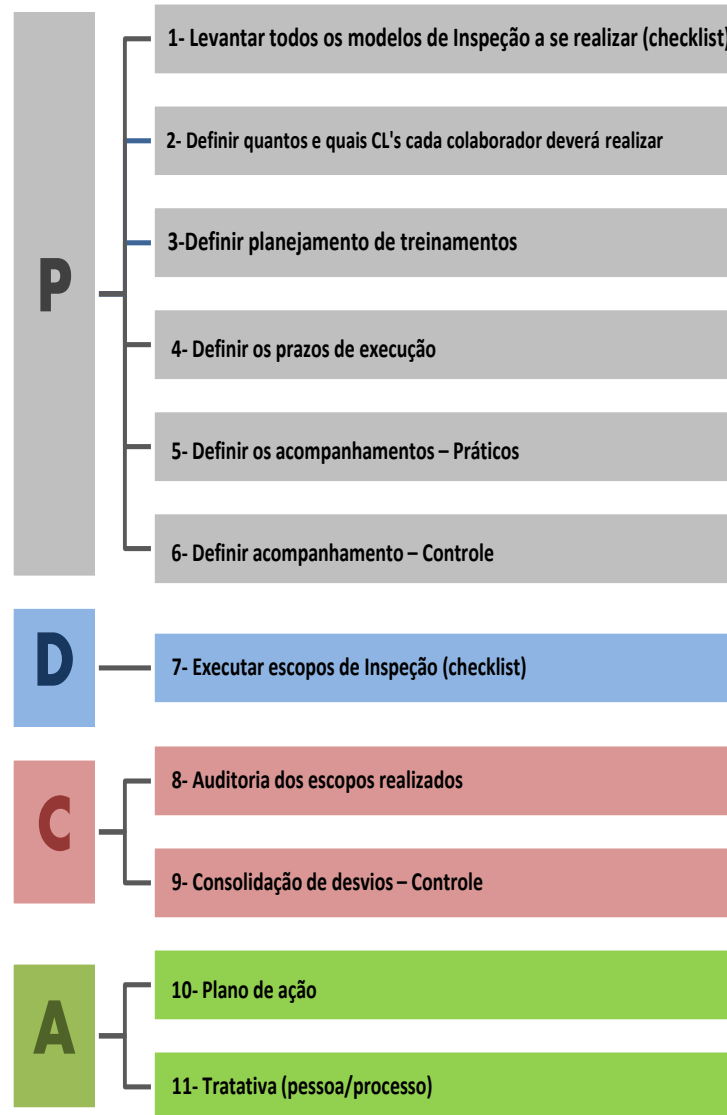 P
1- Levantar todos os modelos de Inspeção a se realizar (checklist)
2- Definir quantos e quais CL's cada colaborador deverá realizar
3-Definir planejamento de treinamentos
4- Definir os prazos de execução
5- Definir os acompanhamentos – Práticos
6- Definir acompanhamento – Controle
D
7- Executar escopos de Inspeção (checklist)
C
8- Auditoria dos escopos realizados
9- Consolidação de desvios – Controle
A
10- Plano de ação
11- Tratativa (pessoa/processo)